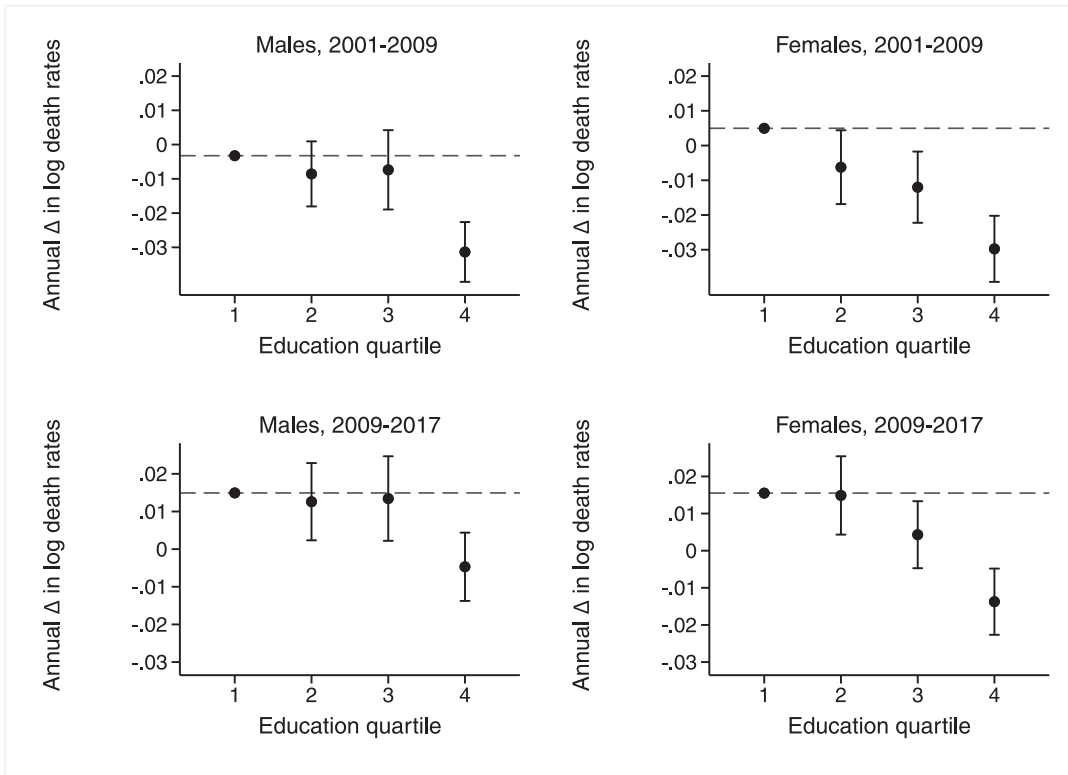 Males, 2001-2009
Annual Δ in log death rates
.02
.01
0
-.01
-.02
-.03
1 2 3 4
Education quartile
Females, 2001-2009
Annual Δ in log death rates
.02
.01
0
-.01
-.02
-.03
1 2 3 4
Education quartile
Males, 2009-2017
Annual Δ in log death rates
.02
.01
0
-.01
-.02
-.03
1 2 3 4
Education quartile
Females, 2009-2017
Annual Δ in log death rates
.02
.01
0
-.01
-.02
-.03
1 2 3 4
Education quartile